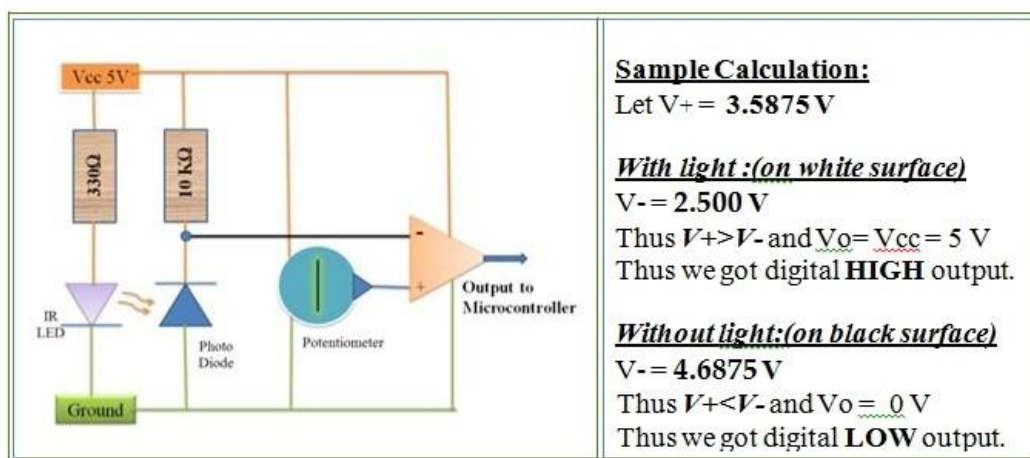 Vcc 5V
330Ω
10 KΩ
-
+
IR
LED
Photo
Diode
Potentiometer
Output to
Microcontroller
Ground
Sample Calculation:
Let V+ = 3.5875 V
With light :(on white surface)
V- = 2.500 V
Thus V+>V- and Vo= Vcc = 5 V
Thus we got digital HIGH output.
Without light:(on black surface)
V- = 4.6875 V
Thus V+<V- and Vo = 0 V
Thus we got digital LOW output.